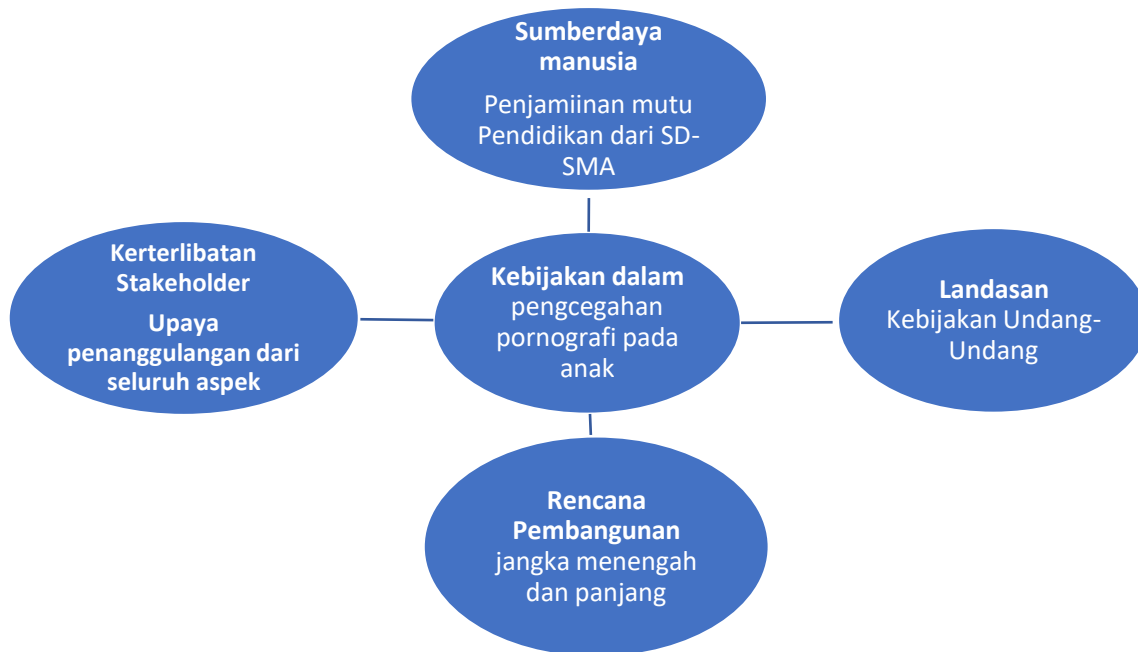 Sumberdaya
manusia
Penjamiinan mutu
Pendidikan dari SD-
SMA
Kerterlibatan
Stakeholder
Upaya
penanggulangan dari
seluruh aspek
Kebijakan dalam
pengcegahan
pornografi pada
anak
Landasan
Kebijakan Undang-
Undang
Rencana
Pembangunan
jangka menengah
dan panjang